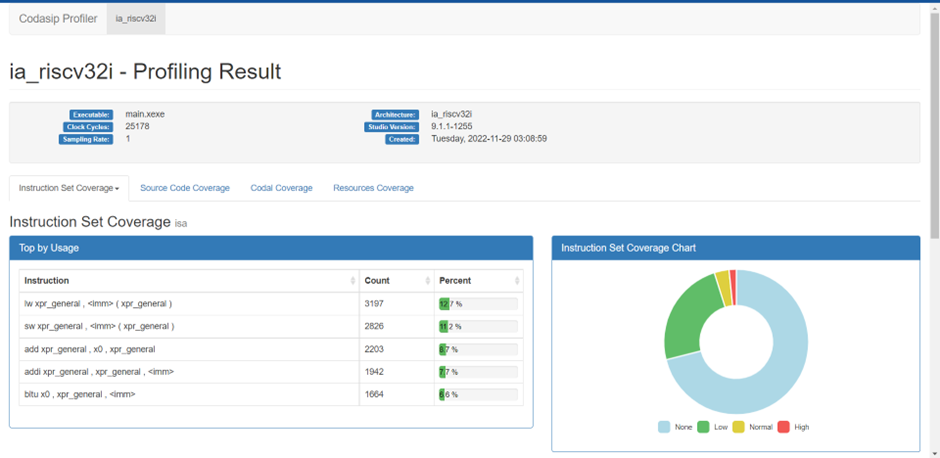 Codasip Profiler ia_riscv32i
ia_riscv32i - Profiling Result
Executable: main.xexe Architecture: ia_riscv32i
Clock Cycles: 25178 Studio Version: 9.1.1-1255
Sampling Rate: 1 Created: Tuesday, 2022-11-29 03:08:59
Instruction Set Coverage Source Code Coverage Codal Coverage Resources Coverage
Instruction Set Coverage isa
Top by Usage
Instruction Count Percent
lw xpr_general , <imm> ( xpr_general ) 3197 12.7 %
sw xpr_general , <imm> ( xpr_general ) 2826 11.2 %
add xpr_general , x0 , xpr_general 2203 8.7 %
addi xpr_general , xpr_general , <imm> 1942 7.7 %
bltu x0 , xpr_general , <imm> 1664 6.6 %
Instruction Set Coverage Chart
None Low Normal High